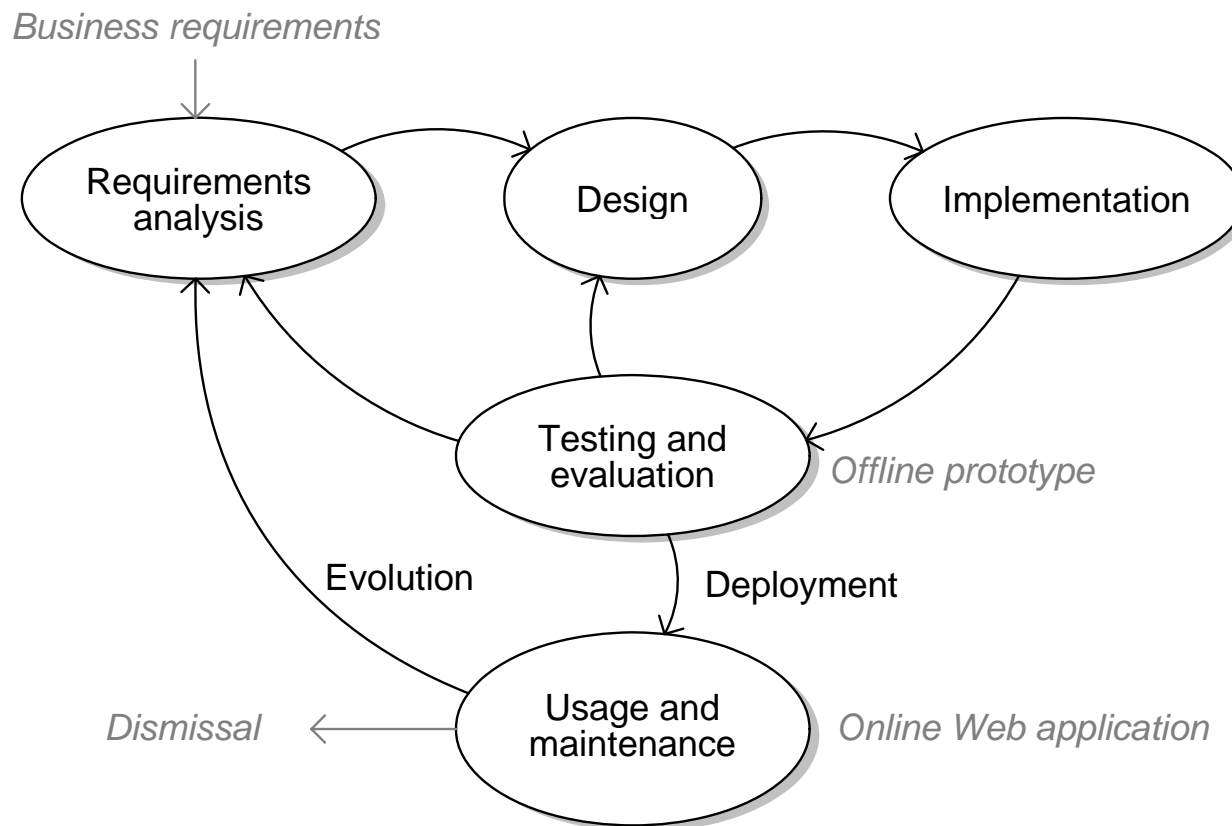 Business requirements
Requirements
analysis
Design
Implementation
Testing and
evaluation
Offline prototype
Evolution
Deployment
Usage and
maintenance
Dismissal
Online Web application